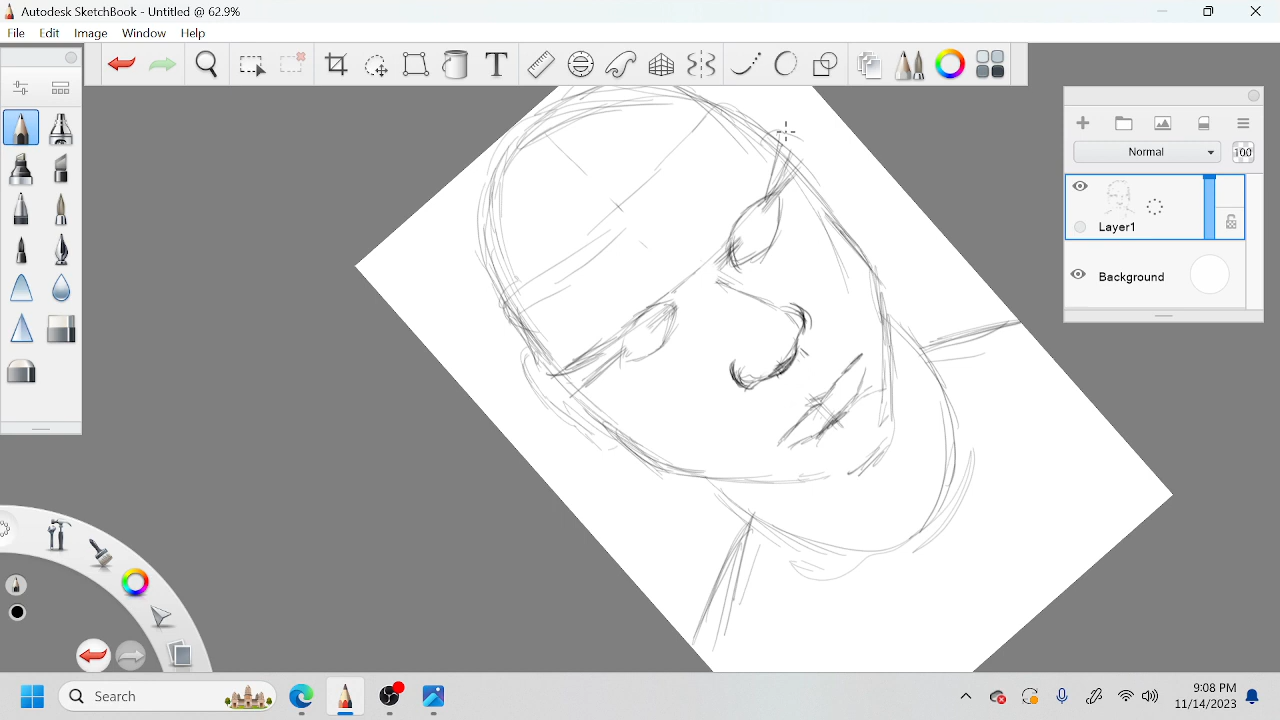 Autodesk SketchBook - Untitled @ 62.9%
File Edit Image Window Help
T
Normal 100
Layer1
Background
Search
9:08 PM
11/14/2023